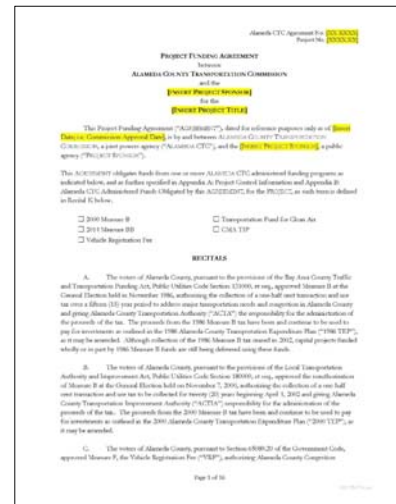 Alameda CTC Agreement No. [XX-XXXX]
Project No. [XXXX.XX]
PROJECT FUNDING AGREEMENT
between
ALAMEDA COUNTY TRANSPORTATION COMMISSION
and the
[INSERT PROJECT SPONSOR]
for the
[INSERT PROJECT TITLE]
This Project Funding Agreement (“AGREEMENT”), dated for reference purposes only as of [Insert
Date, i.e. Commission Approval Date], is by and between ALAMEDA COUNTY TRANSPORTATION
COMMISSION, a joint powers agency (“ALAMEDA CTC”), and the [INSERT PROJECT SPONSOR], a public
agency (“PROJECT SPONSOR”).
This AGREEMENT obligates funds from one or more ALAMEDA CTC administered funding programs as
indicated below, and as further specified in Appendix A: Project Control Information and Appendix B:
Alameda CTC Administered Funds Obligated by this AGREEMENT, for the PROJECT, as such term is defined
in Recital K below.
☐ 2000 Measure B
☐ Transportation Fund for Clean Air
☐ 2014 Measure BB
☐ CMA TIP
☐ Vehicle Registration Fee
RECITALS
A. The voters of Alameda County, pursuant to the provisions of the Bay Area County Traffic
and Transportation Funding Act, Public Utilities Code Section 131000, et seq., approved Measure B at the
General Election held in November 1986, authorizing the collection of a one-half cent transaction and use
tax over a fifteen (15) year period to address major transportation needs and congestion in Alameda County
and giving Alameda County Transportation Authority (“ACTA”) the responsibility for the administration of
the proceeds of the tax. The proceeds from the 1986 Measure B tax have been and continue to be used to
pay for investments as outlined in the 1986 Alameda County Transportation Expenditure Plan (“1986 TEP”),
as it may be amended. Although collection of the 1986 Measure B tax ceased in 2002, capital projects funded
wholly or in part by 1986 Measure B funds are still being delivered using these funds.
B. The voters of Alameda County, pursuant to the provisions of the Local Transportation
Authority and Improvement Act, Public Utilities Code Section 180000, et seq., approved the reauthorization
of Measure B at the General Election held on November 7, 2000, authorizing the collection of a one-half
cent transaction and use tax to be collected for twenty (20) years beginning April 1, 2002 and giving Alameda
County Transportation Improvement Authority (“ACTIA”) responsibility for the administration of the
proceeds of the tax. The proceeds from the 2000 Measure B tax have been and continue to be used to pay
for investments as outlined in the 2000 Alameda County Transportation Expenditure Plan (“2000 TEP”), as
it may be amended.
C. The voters of Alameda County, pursuant to Section 65089.20 of the Government Code,
approved Measure F, the Vehicle Registration Fee (“VRF”), authorizing Alameda County Congestion
Page 1 of 16